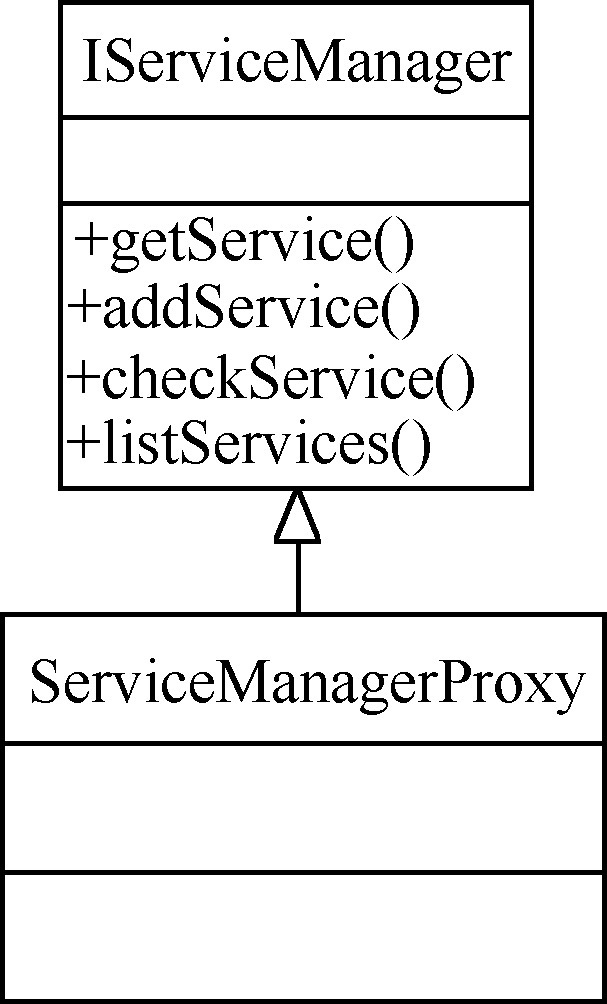 IServiceManager
+getService()
+addService()
+checkService()
+listServices()
ServiceManagerProxy